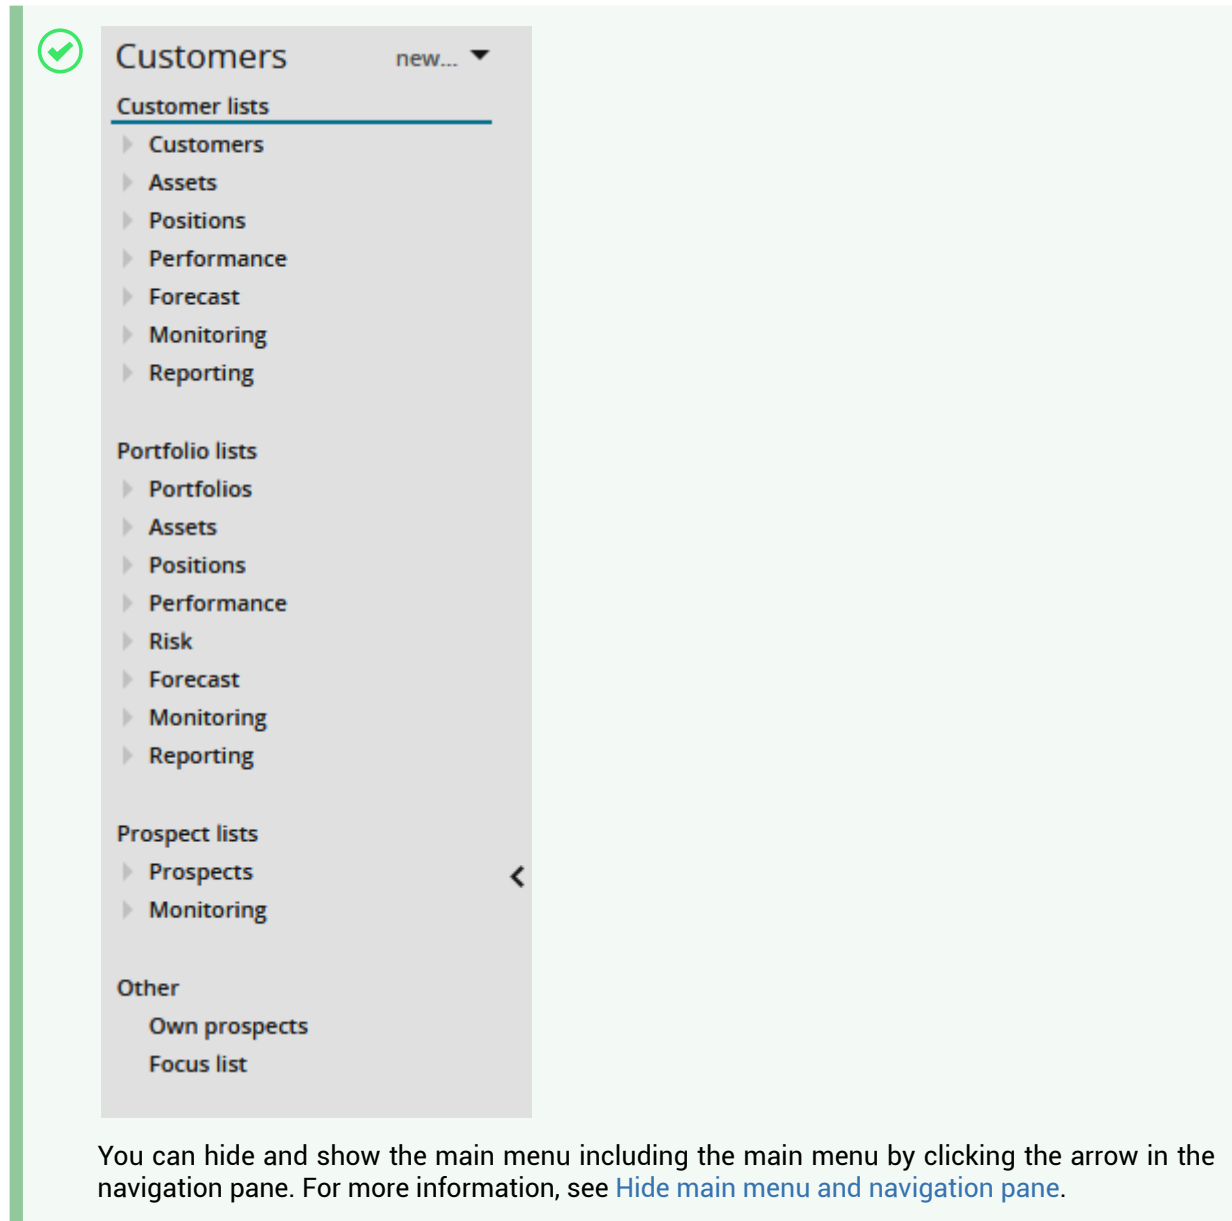 Customers new...
Customer lists
Customers
Assets
Positions
Performance
Forecast
Monitoring
Reporting
Portfolio lists
Portfolios
Assets
Positions
Performance
Risk
Forecast
Monitoring
Reporting
Prospect lists
Prospects
Monitoring
Other
Own prospects
Focus list
You can hide and show the main menu including the main menu by clicking the arrow in the
navigation pane. For more information, see Hide main menu and navigation pane.